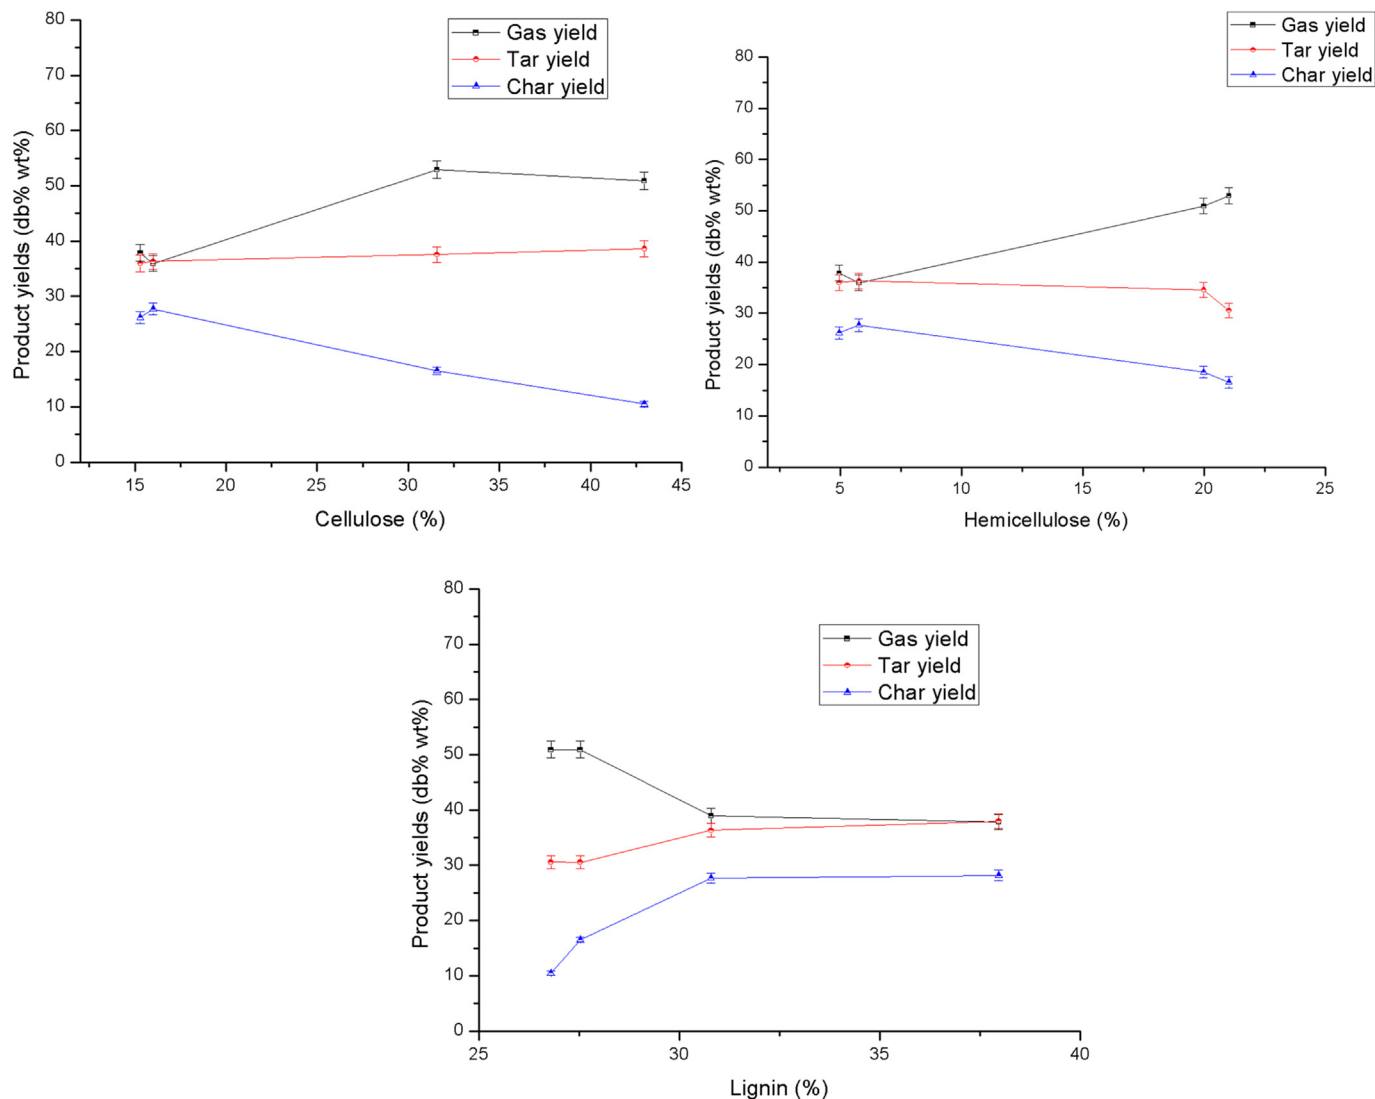 80
70
60
50
40
30
20
10
0
Product yields (db% wt%)
15 20 25 30 35 40 45
Cellulose (%)
Gas yield
Tar yield
Char yield
80
70
60
50
40
30
20
10
0
Product yields (db% wt%)
5 10 15 20 25
Hemicellulose (%)
Gas yield
Tar yield
Char yield
80
70
60
50
40
30
20
10
0
Product yields (db% wt%)
25 30 35 40
Lignin (%)
Gas yield
Tar yield
Char yield